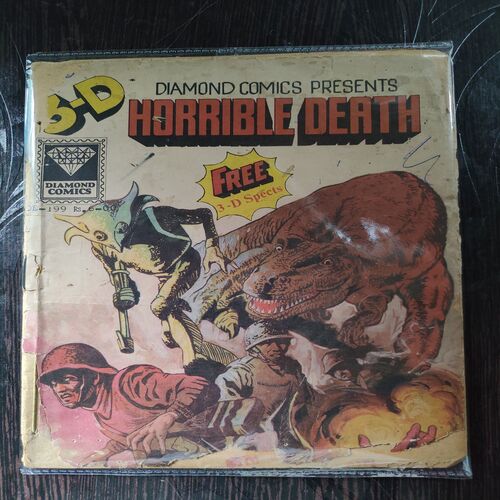 3-D
DIAMOND COMICS PRESENTS
HORRIBLE DEATH
DIAMOND
COMICS
FREE
3-D Spects